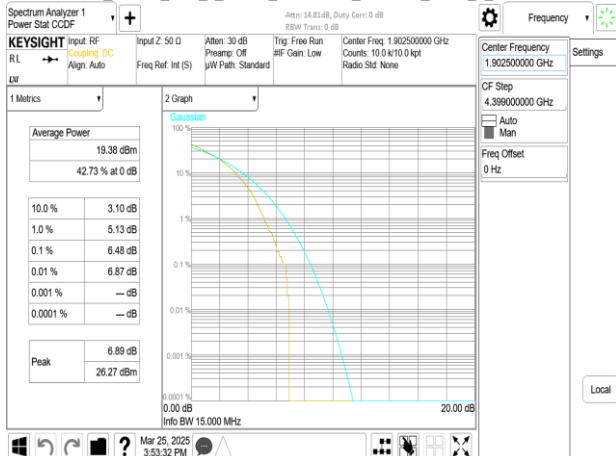 Spectrum Analyzer 1
Power Stat CCDF
Attn: 14.81dB, Duty Corr: 0 dB
RBW Trans: 0 dB
Frequency
KEYSIGHT
RL
Input: RF
Coupling: DC
Align: Auto
Input Z: 50 Ω
Freq Ref: Int (S)
Atten: 30 dB
Preamp: Off
µW Path: Standard
Trig: Free Run
#IF Gain: Low
Center Freq: 1.902500000 GHz
Counts: 10.0 k/10.0 kpt
Radio Std: None
Center Frequency
1.902500000 GHz
Settings
CF Step
4.399000000 GHz
Auto
Man
Freq Offset
0 Hz
1 Metrics
Average Power
19.38 dBm
42.73 % at 0 dB
10.0 % 3.10 dB
1.0 % 5.13 dB
0.1 % 6.48 dB
0.01 % 6.87 dB
0.001 % --- dB
0.0001 % --- dB
Peak
6.89 dB
26.27 dBm
2 Graph
Gaussian
100 %
10 %
1 %
0.1 %
0.01 %
0.001 %
0.0001 %
0.00 dB
20.00 dB
Info BW 15.000 MHz
Local
?
Mar 25, 2025
3:53:32 PM